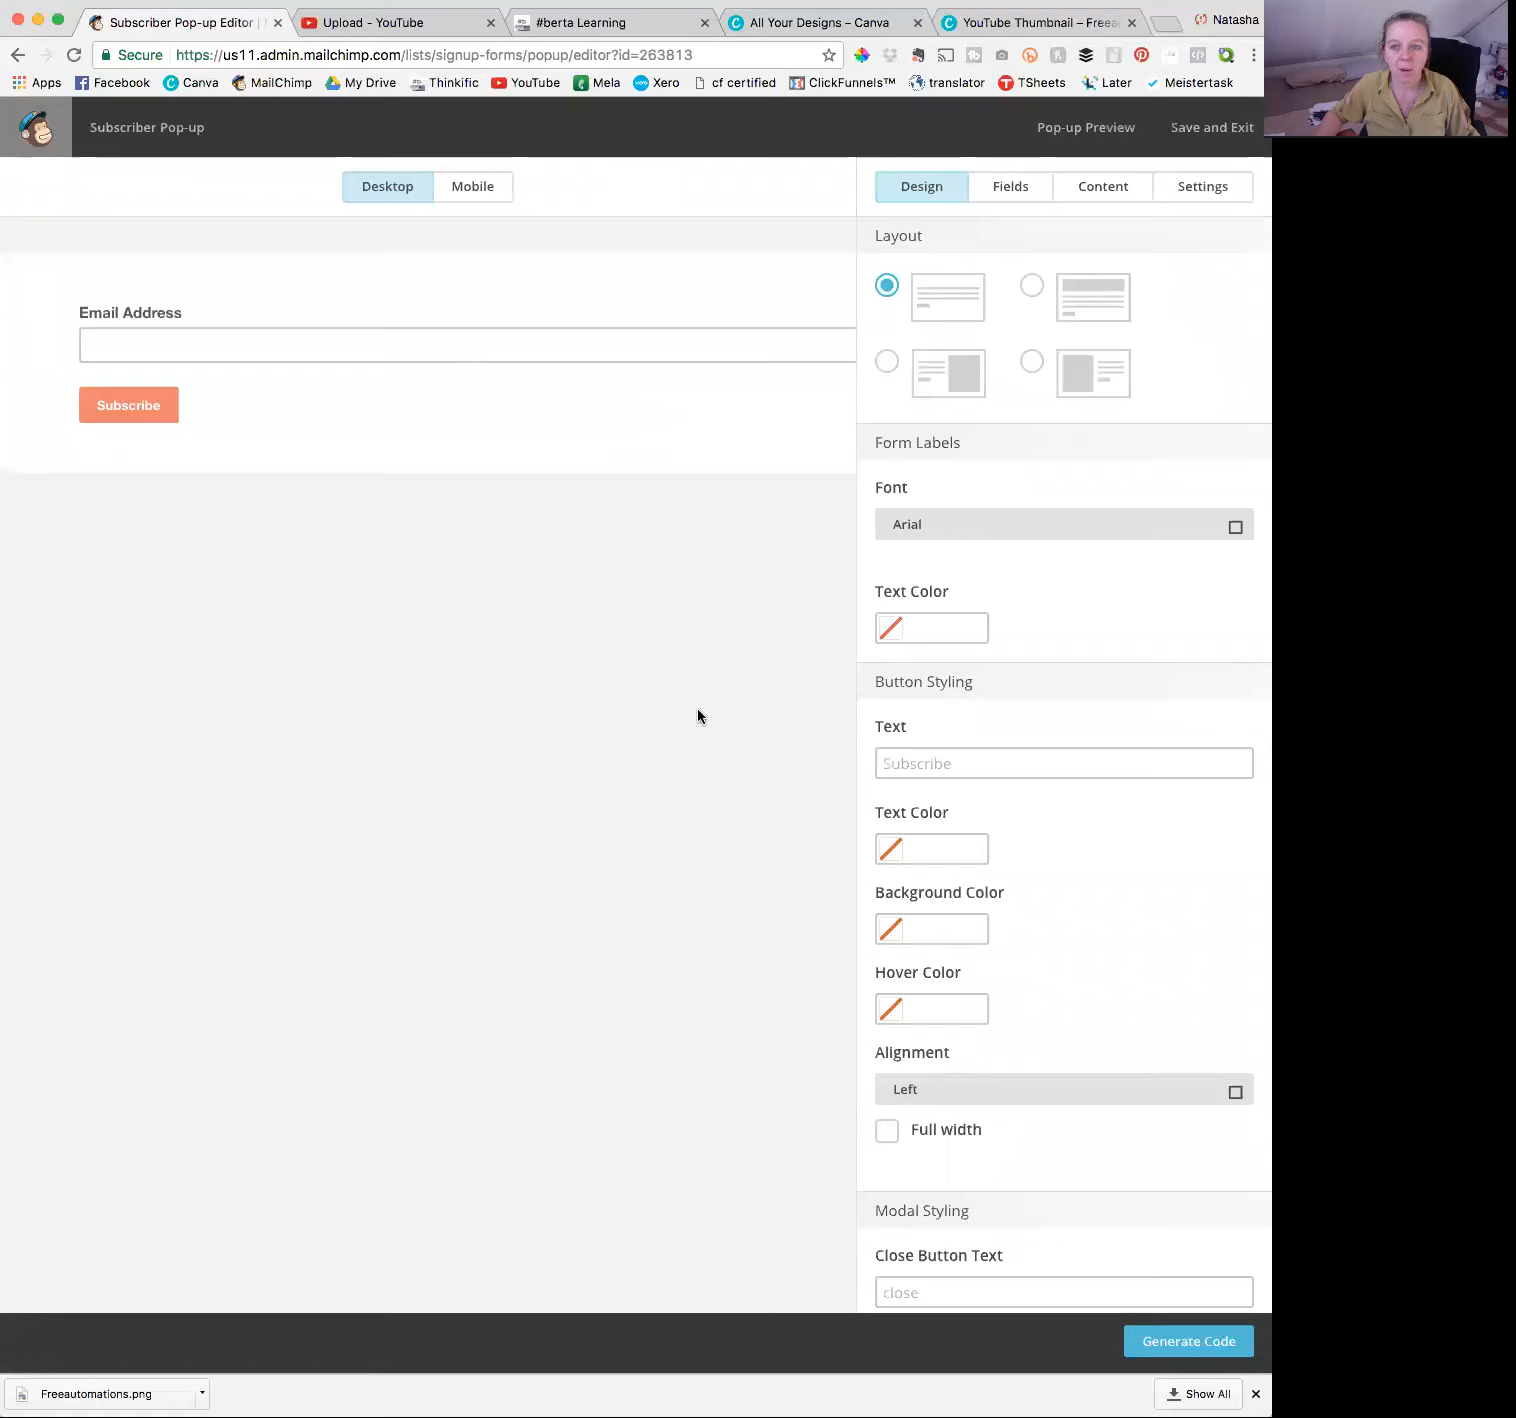 Subscriber Pop-up Editor |
Upload - YouTube
#berta Learning
All Your Designs – Canva
YouTube Thumbnail – Freea
Natasha
Secure
https://us11.admin.mailchimp.com/lists/signup-forms/popup/editor?id=263813
Apps
Facebook
Canva
MailChimp
My Drive
Thinkific
YouTube
Mela
Xero
cf certified
ClickFunnels™
translator
TSheets
Later
Meistertask
Subscriber Pop-up
Pop-up Preview
Save and Exit
Desktop
Mobile
Design
Fields
Content
Settings
Layout
Email Address
Subscribe
Form Labels
Font
Arial
Text Color
Button Styling
Text
Subscribe
Text Color
Background Color
Hover Color
Alignment
Left
Full width
Modal Styling
Close Button Text
close
Generate Code
Freeautomations.png
Show All